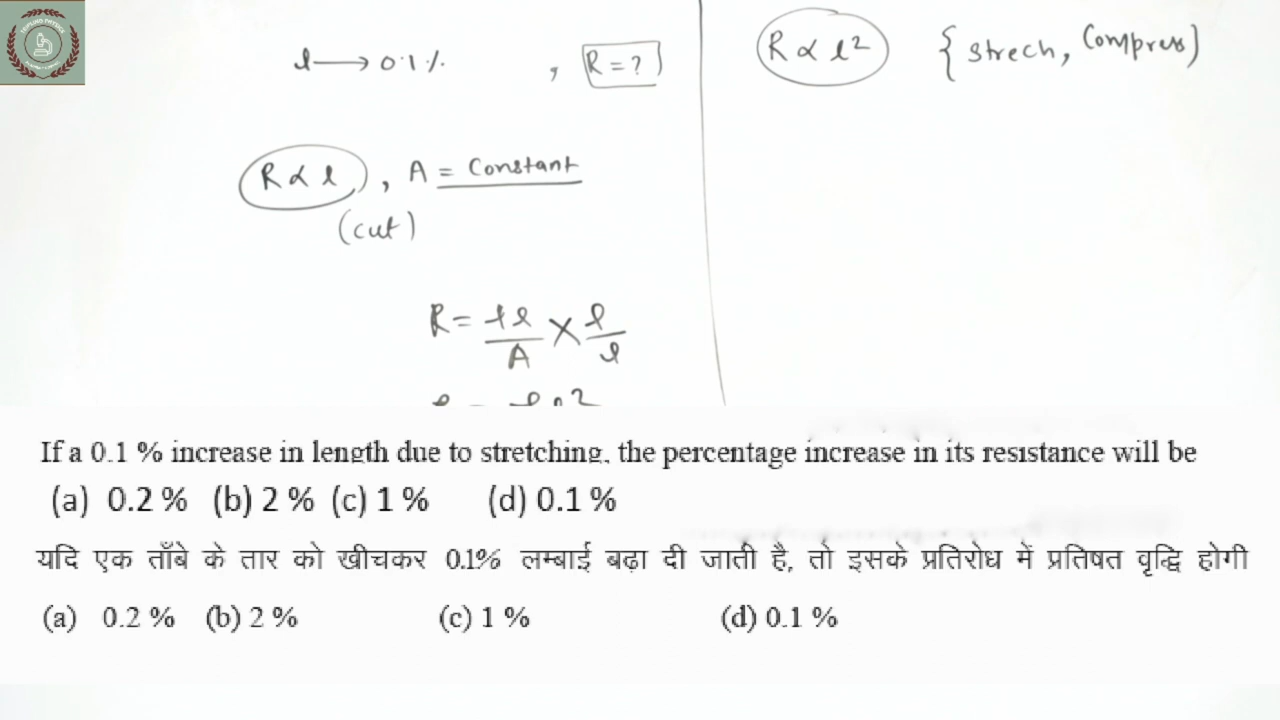 l → 0.1 % , R = ?
R ∝ l² { Strech, Compress }
R ∝ l , A = Constant
(cut)
R = ρl/A × l/l
If a 0.1 % increase in length due to stretching, the percentage increase in its resistance will be
(a) 0.2 % (b) 2 % (c) 1 % (d) 0.1 %
यदि एक ताँबे के तार को खीचकर 0.1% लम्बाई बढ़ा दी जाती है, तो इसके प्रतिरोध में प्रतिषत वृद्धि होगी
(a) 0.2 % (b) 2 % (c) 1 % (d) 0.1 %